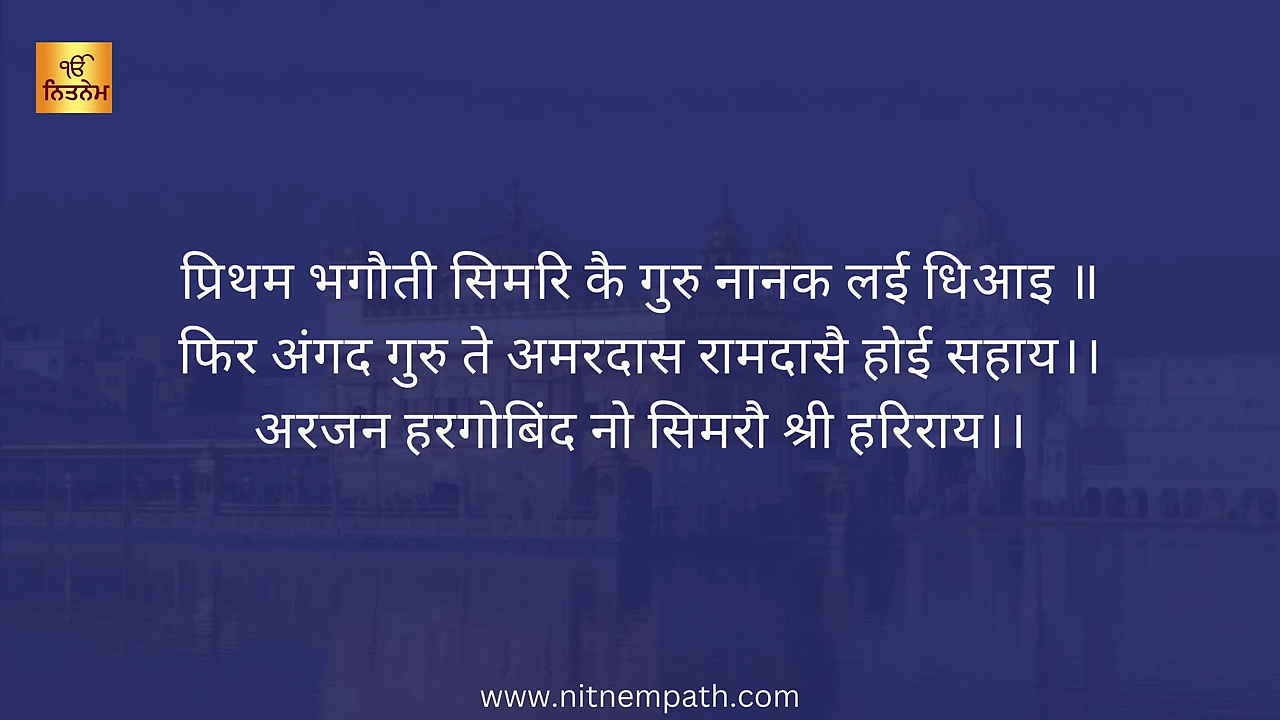 ੴ
ਨਿਤਨੇਮ
प्रिथम भगौती सिमरि कै गुरु नानक लई धिआइ ॥
फिर अंगद गुरु ते अमरदास रामदासै होई सहाय।।
अरजन हरगोबिंद नो सिमरौ श्री हरिराय।।
www.nitnempath.com